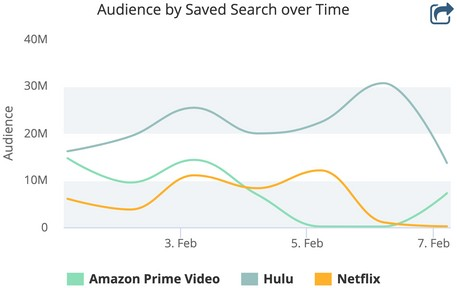 Audience by Saved Search over Time
40M
30M
20M
10M
0
Audience
3. Feb
5. Feb
7. Feb
Amazon Prime Video
Hulu
Netflix